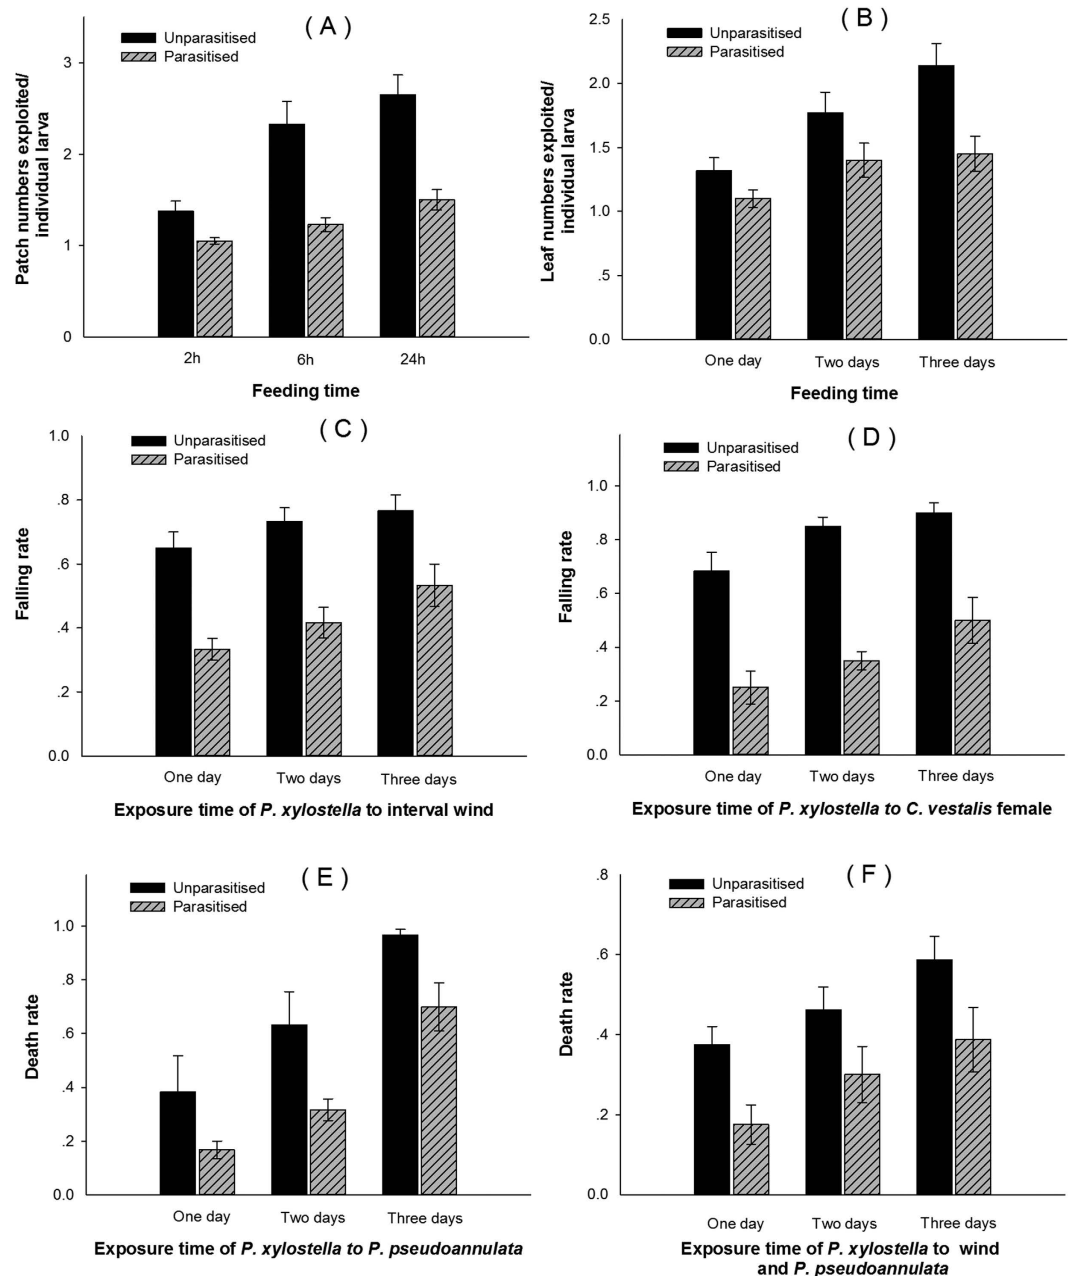 ( A )
Unparasitised
Parasitised
Patch numbers exploited/
individual larva
3
2
1
0
2h
6h
24h
Feeding time
( B )
Unparasitised
Parasitised
Leaf numbers exploited/
individual larva
2.5
2.0
1.5
1.0
.5
0.0
One day
Two days
Three days
Feeding time
( C )
Unparasitised
Parasitised
Falling rate
1.0
.8
.6
.4
.2
0.0
One day
Two days
Three days
Exposure time of P. xylostella to interval wind
( D )
Unparasitised
Parasitised
Falling rate
1.0
.8
.6
.4
.2
0.0
One day
Two days
Three days
Exposure time of P. xylostella to C. vestalis female
( E )
Unparasitised
Parasitised
Death rate
1.0
.8
.6
.4
.2
0.0
One day
Two days
Three days
Exposure time of P. xylostella to P. pseudoannulata
( F )
Unparasitised
Parasitised
Death rate
.8
.6
.4
.2
0.0
One day
Two days
Three days
Exposure time of P. xylostella to wind
and P. pseudoannulata